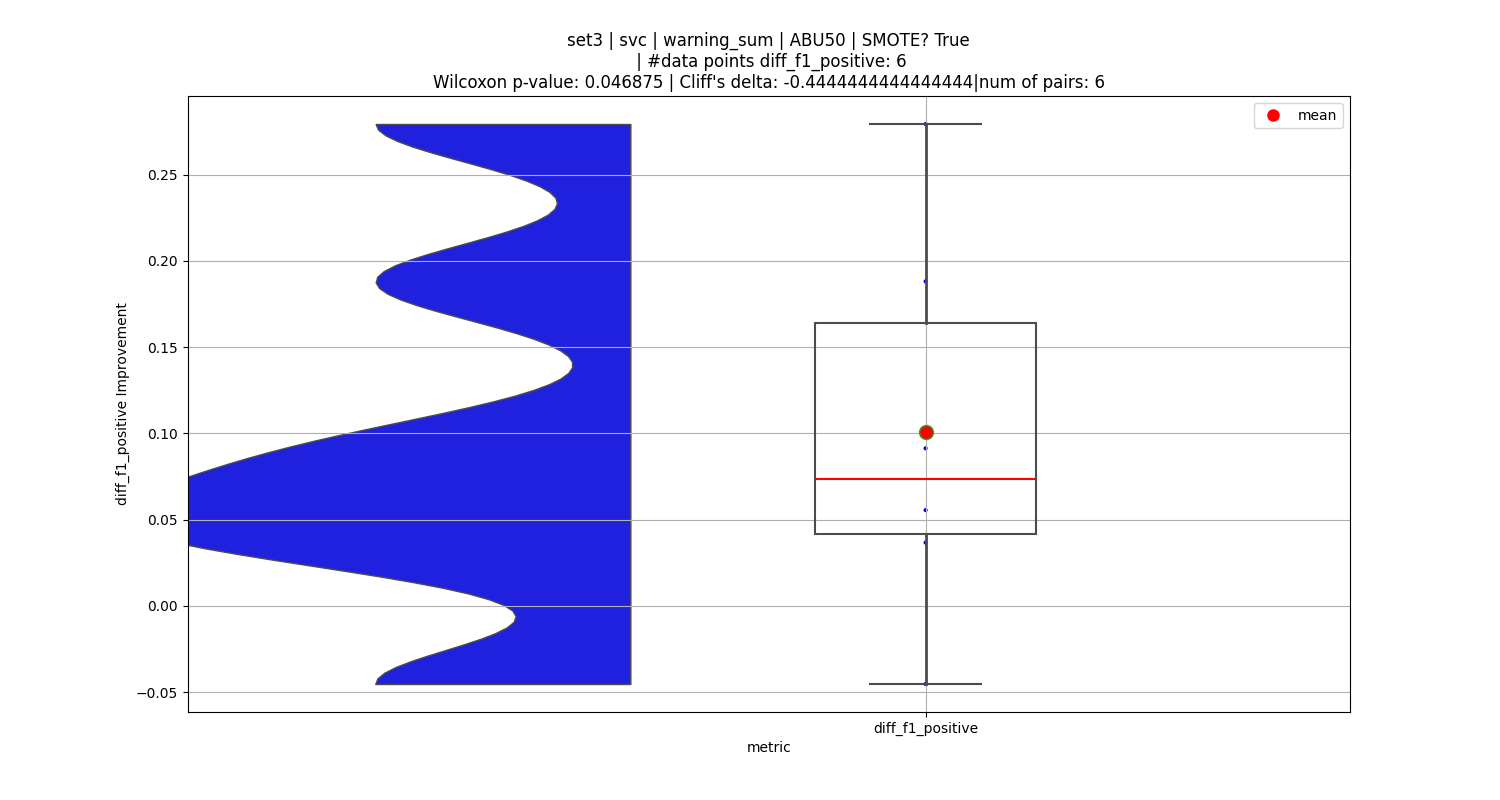 set3 | svc | warning_sum | ABU50 | SMOTE? True
| #data points diff_f1_positive: 6
Wilcoxon p-value: 0.046875 | Cliff's delta: -0.4444444444444444|num of pairs: 6
mean
0.25
0.20
0.15
0.10
0.05
0.00
−0.05
diff_f1_positive Improvement
diff_f1_positive
metric